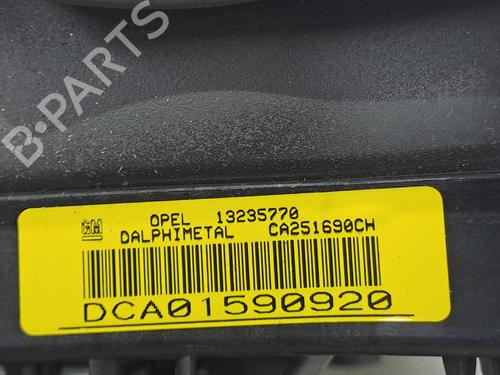 B-PARTS
GM OPEL 13235770
DALPHIMETAL CA251690CH
DCA01590920